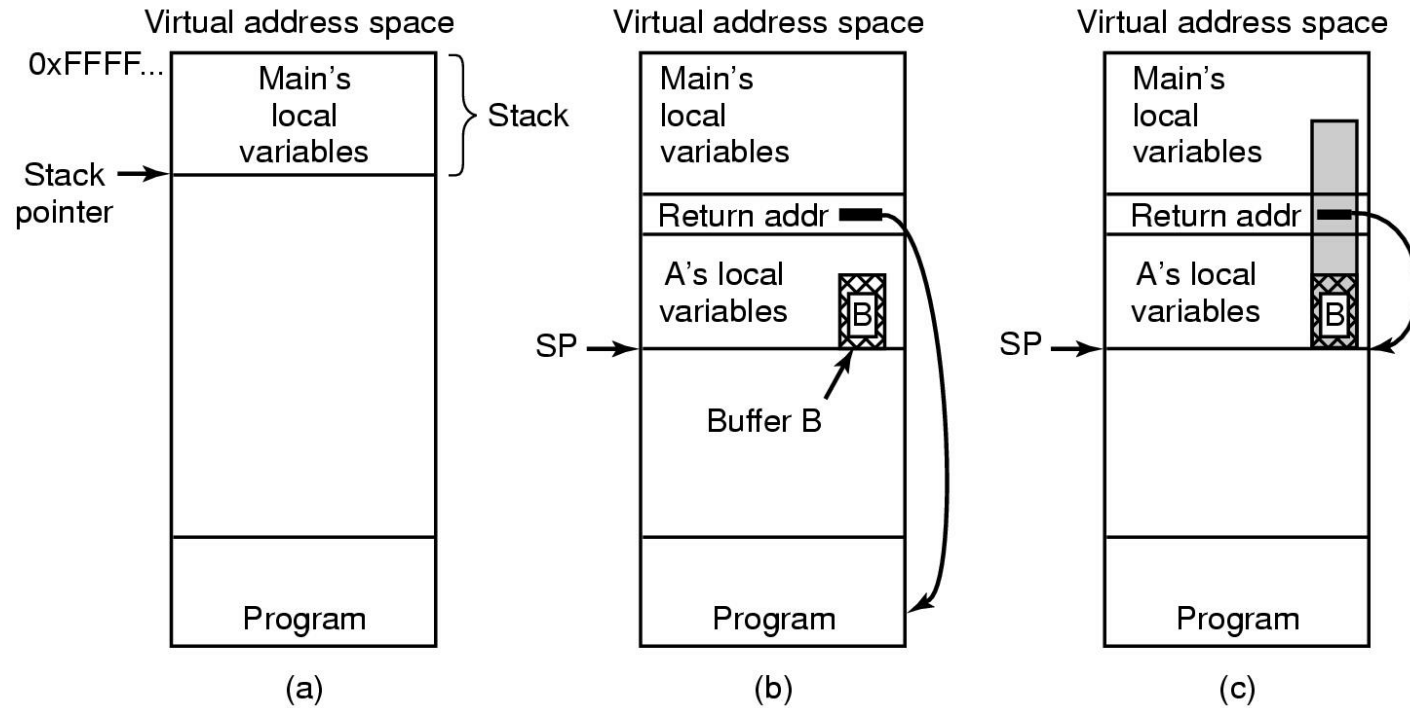 Virtual address space
0xFFFF...
Main's
local
variables
Stack
Stack
pointer
Program
(a)
Virtual address space
Main's
local
variables
Return addr
A's local
variables
B
SP
Buffer B
Program
(b)
Virtual address space
Main's
local
variables
Return addr
A's local
variables
B
SP
Program
(c)